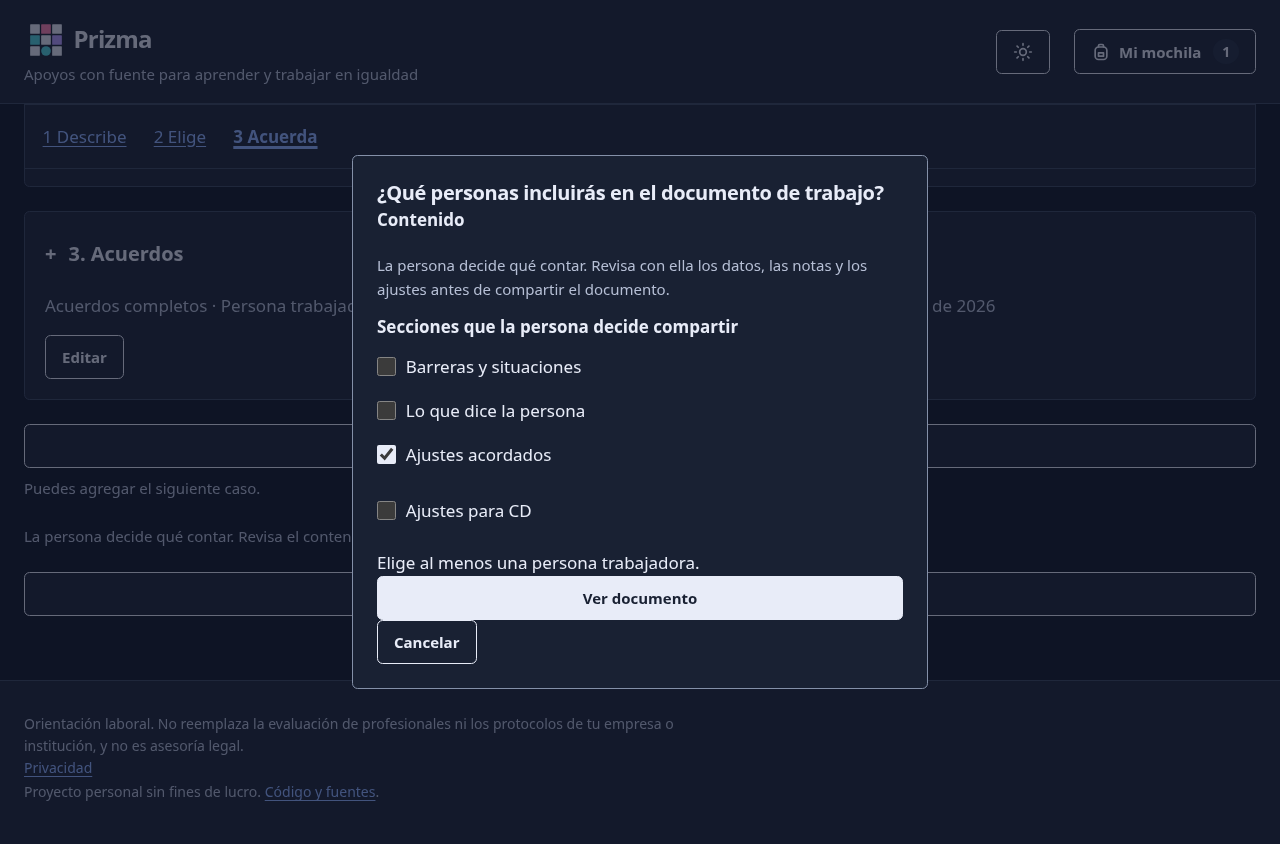 Prizma
Apoyos con fuente para aprender y trabajar en igualdad
Mi mochila 1
1 Describe 2 Elige 3 Acuerda
+ 3. Acuerdos
Acuerdos completos · Persona trabajad
de 2026
Editar
Puedes agregar el siguiente caso.
La persona decide qué contar. Revisa el conten
¿Qué personas incluirás en el documento de trabajo?
Contenido
La persona decide qué contar. Revisa con ella los datos, las notas y los
ajustes antes de compartir el documento.
Secciones que la persona decide compartir
Barreras y situaciones
Lo que dice la persona
Ajustes acordados
Ajustes para CD
Elige al menos una persona trabajadora.
Ver documento
Cancelar
Orientación laboral. No reemplaza la evaluación de profesionales ni los protocolos de tu empresa o
institución, y no es asesoría legal.
Privacidad
Proyecto personal sin fines de lucro. Código y fuentes.